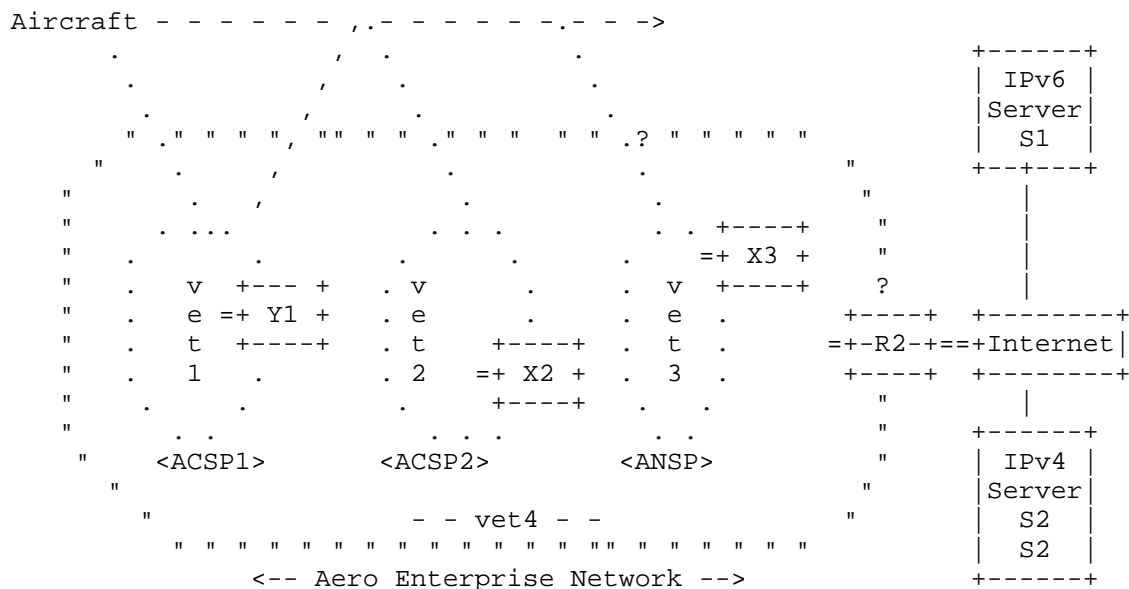 Aircraft - - - - - - - ,.- - - - - - -.- - - ->
+------+
| IPv6 |
|Server|
" ." " " " ", "" " " ." " " " " .? " " " " " | S1 |
+--+---+
. ... . . . . . +----+
=+ X3 +
. v +--- + . v . . v +----+ ?
. e =+ Y1 + . e . . e . +----+ +--------+
. t +----+ . t +----+ . t . =+-R2-+==+Internet|
. 1 . . 2 =+ X2 + . 3 . +----+ +--------+
+----+
+------+
<ACSP1> <ACSP2> <ANSP> | IPv4 |
|Server|
- - vet4 - - | S2 |
| S2 |
<-- Aero Enterprise Network --> +------+